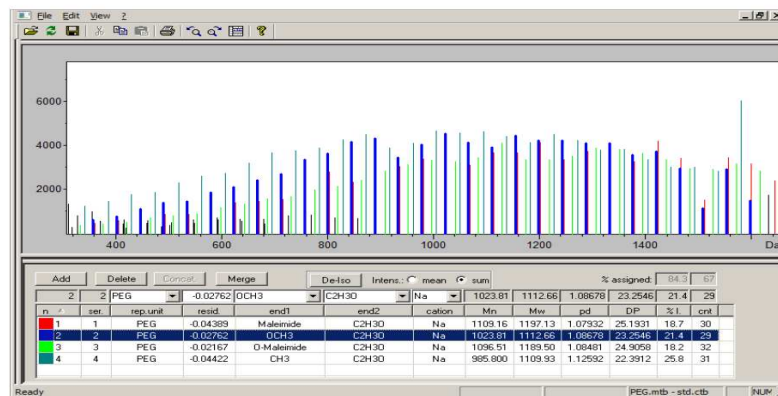 File Edit View ?
6000
4000
2000
400 600 800 1000 1200 1400 Da
Add Delete Concat. Merge De-Iso Intens.: mean sum % assigned: 84.3 67
2 2 PEG -0.02762 OCH3 C2H3O Na 1023.81 1112.66 1.08678 23.2546 21.4 29
n ser. rep.unit resid. end1 end2 cation Mn Mw pd DP % I. cnt
1 1 PEG -0.04389 Maleimide C2H3O Na 1109.16 1197.13 1.07932 25.1931 18.7 30
2 2 PEG -0.02762 OCH3 C2H3O Na 1023.81 1112.66 1.08678 23.2546 21.4 29
3 3 PEG -0.02167 O-Maleimide C2H3O Na 1096.51 1189.50 1.08481 24.9058 18.2 32
4 4 PEG -0.04422 CH3 C2H3O Na 985.800 1109.93 1.12592 22.3912 25.8 31
Ready PEG.mtb - std.ctb NUM